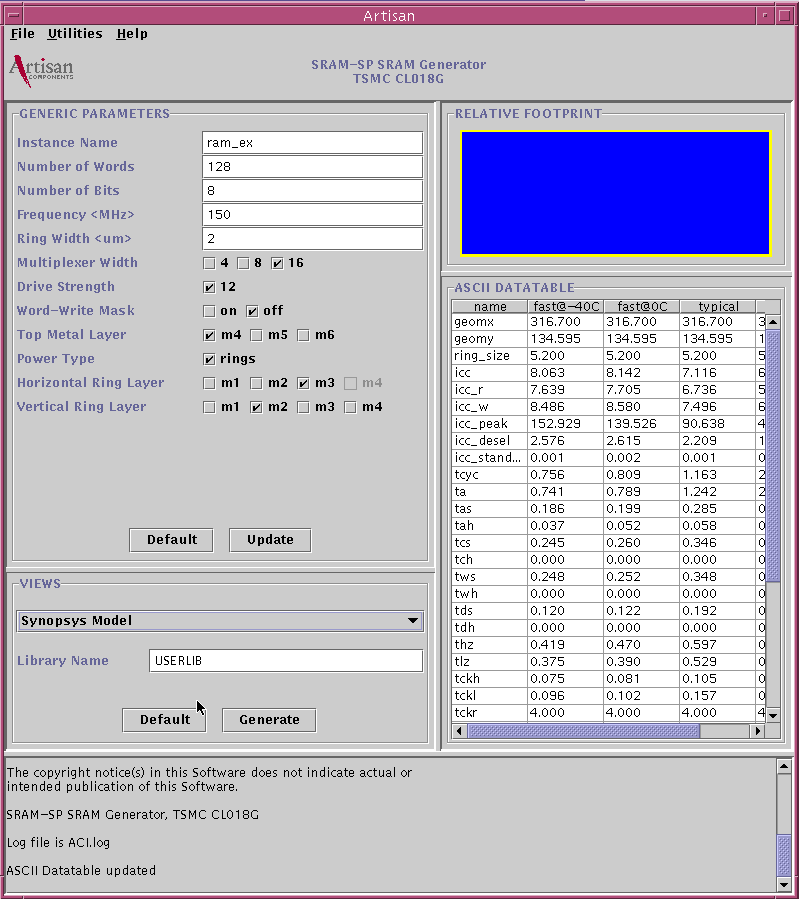 Artisan
File Utilities Help
Artisan
COMPONENTS
SRAM-SP SRAM Generator
TSMC CL018G
GENERIC PARAMETERS
Instance Name ram_ex
Number of Words 128
Number of Bits 8
Frequency <MHz> 150
Ring Width <um> 2
Multiplexer Width 4 8 16
Drive Strength 12
Word-Write Mask on off
Top Metal Layer m4 m5 m6
Power Type rings
Horizontal Ring Layer m1 m2 m3 m4
Vertical Ring Layer m1 m2 m3 m4
Default Update
VIEWS
Synopsys Model
Library Name USERLIB
Default Generate
RELATIVE FOOTPRINT
ASCII DATATABLE
name fast@-40C fast@0C typical
geomx 316.700 316.700 316.700 3
geomy 134.595 134.595 134.595 1
ring_size 5.200 5.200 5.200 5
icc 8.063 8.142 7.116 6
icc_r 7.639 7.705 6.736 5
icc_w 8.486 8.580 7.496 6
icc_peak 152.929 139.526 90.638 4
icc_desel 2.576 2.615 2.209 1
icc_stand... 0.001 0.002 0.001 0
tcyc 0.756 0.809 1.163 2
ta 0.741 0.789 1.242 2
tas 0.186 0.199 0.285 0
tah 0.037 0.052 0.058 0
tcs 0.245 0.260 0.346 0
tch 0.000 0.000 0.000 0
tws 0.248 0.252 0.348 0
twh 0.000 0.000 0.000 0
tds 0.120 0.122 0.192 0
tdh 0.000 0.000 0.000 0
thz 0.419 0.470 0.597 0
tlz 0.375 0.390 0.529 0
tckh 0.075 0.081 0.105 0
tckl 0.096 0.102 0.157 0
tckr 4.000 4.000 4.000 4
The copyright notice(s) in this Software does not indicate actual or
intended publication of this Software.
SRAM-SP SRAM Generator, TSMC CL018G
Log file is ACI.log
ASCII Datatable updated